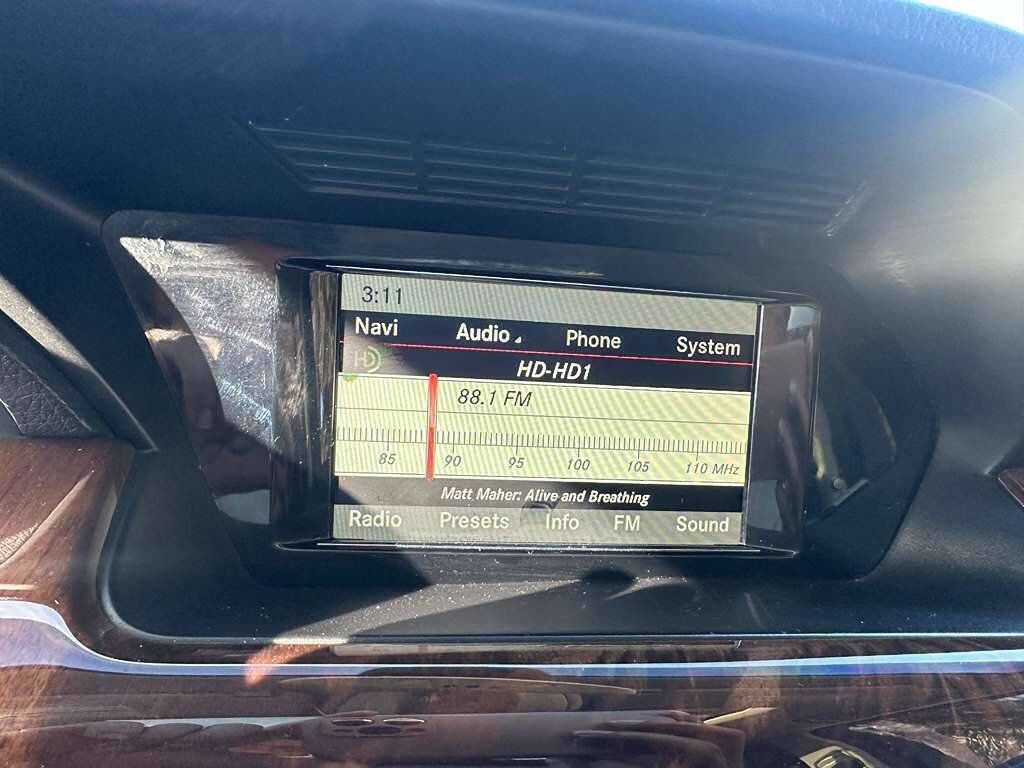 3:11
Navi Audio Phone System
HD HD-HD1
88.1 FM
85 90 95 100 105 110 MHz
Matt Maher: Alive and Breathing
Radio Presets Info FM Sound